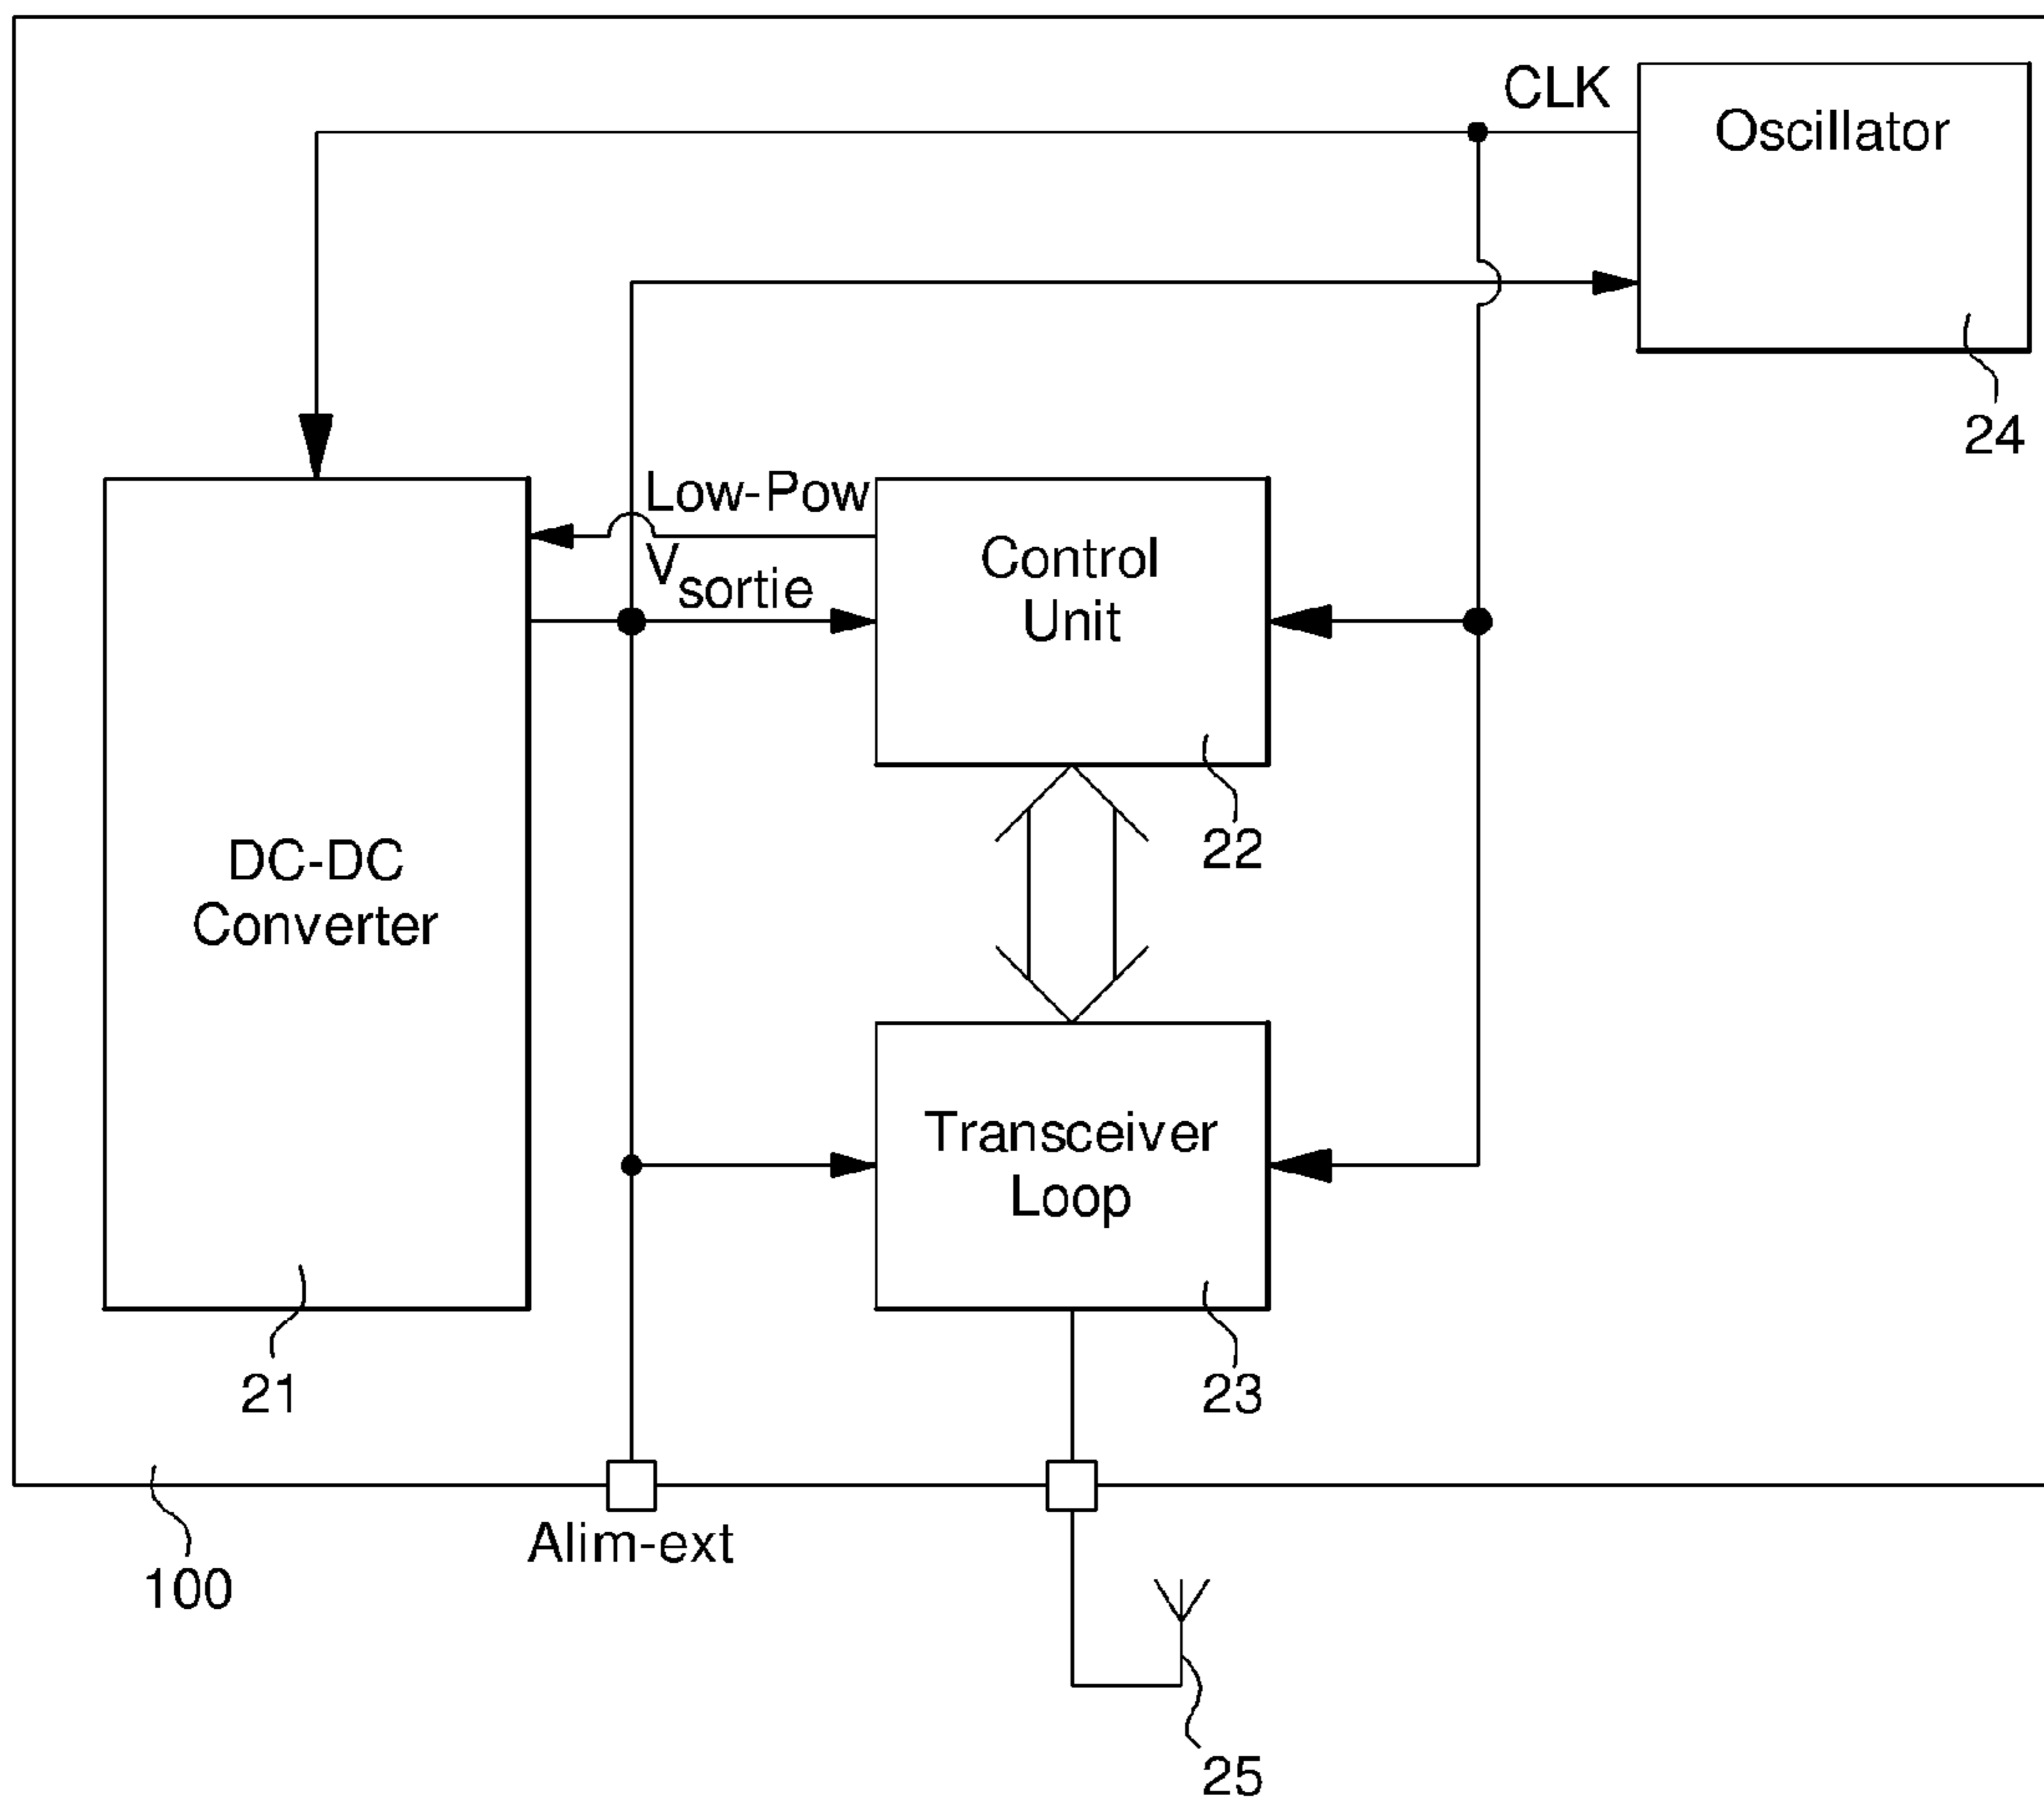 CLK
Oscillator
24
Low-Pow
Vsortie
Control
Unit
22
DC-DC
Converter
Transceiver
Loop
21
23
Alim-ext
100
25